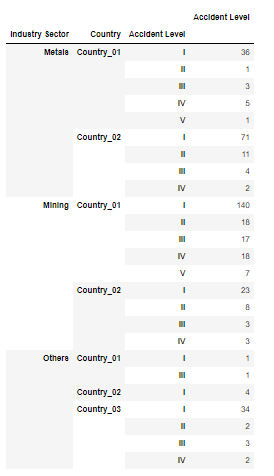 Accident Level
Industry Sector Country Accident Level
Metals Country_01 I 36
II 1
III 3
IV 5
V 1
Country_02 I 71
II 11
III 4
IV 2
Mining Country_01 I 140
II 18
III 17
IV 18
V 7
Country_02 I 23
II 8
III 3
IV 3
Others Country_01 I 1
III 1
Country_02 I 4
Country_03 I 34
II 2
III 3
IV 2